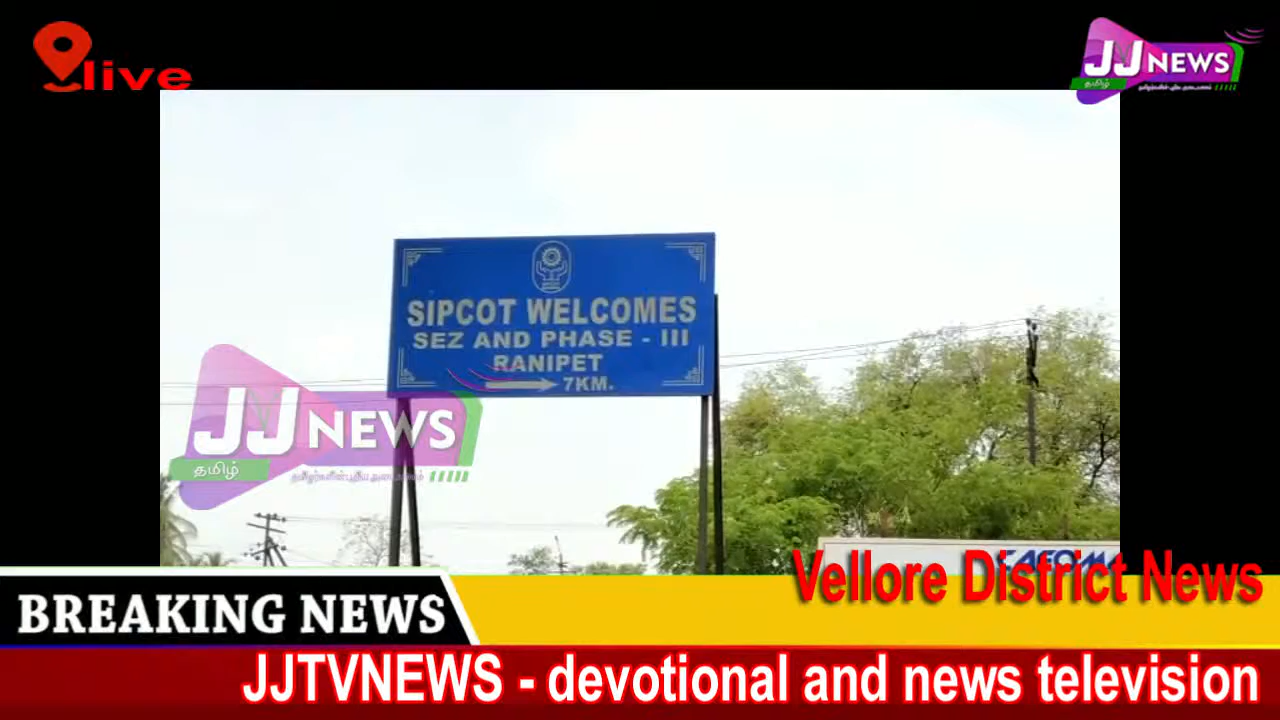 live
JJ NEWS
தமிழ்
SIPCOT WELCOMES
SEZ AND PHASE - III
RANIPET
7KM.
JJ NEWS
தமிழ்
Vellore District News
BREAKING NEWS
JJTVNEWS - devotional and news television